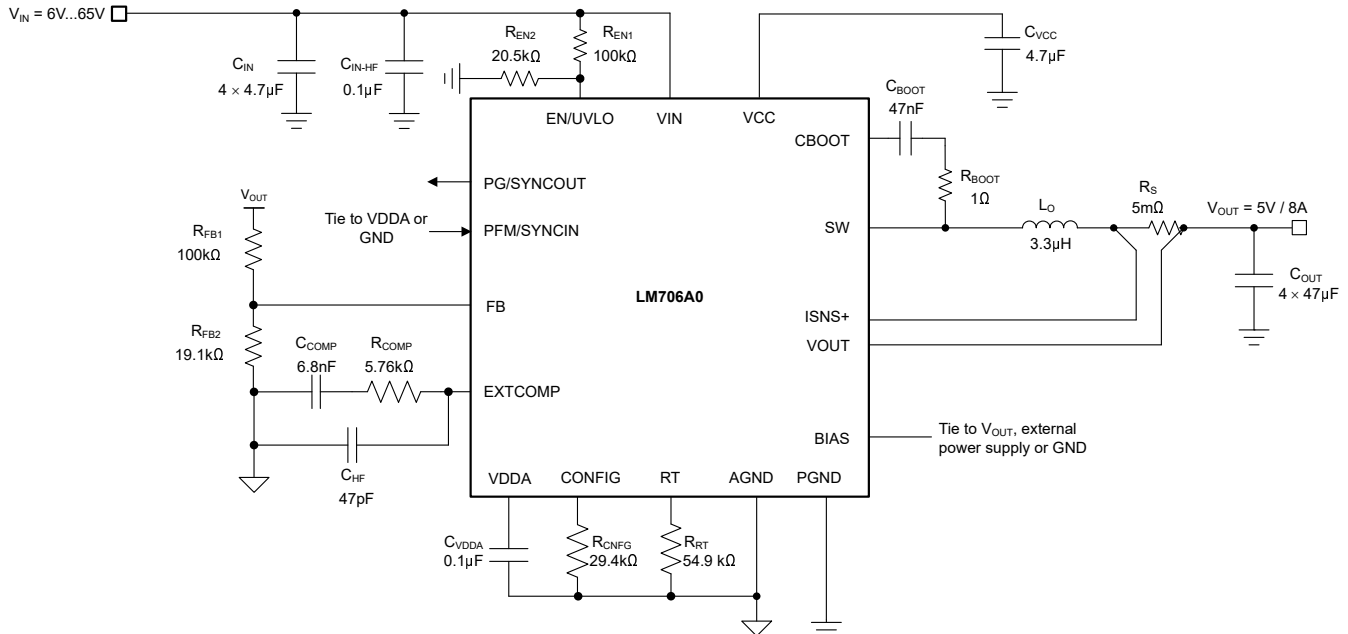 V_IN = 6V...65V
R_EN2
20.5kΩ
R_EN1
100kΩ
C_IN
4 × 4.7µF
C_IN-HF
0.1µF
C_VCC
4.7µF
C_BOOT
47nF
EN/UVLO
VIN
VCC
CBOOT
R_BOOT
1Ω
PG/SYNCOUT
V_OUT
Tie to VDDA or
GND
PFM/SYNCIN
R_FB1
100kΩ
SW
L_O
3.3µH
R_S
5mΩ
V_OUT = 5V / 8A
C_OUT
4 × 47µF
LM706A0
FB
ISNS+
VOUT
R_FB2
19.1kΩ
C_COMP
6.8nF
R_COMP
5.76kΩ
EXTCOMP
BIAS
Tie to V_OUT, external
power supply or GND
C_HF
47pF
VDDA
CONFIG
RT
AGND
PGND
C_VDDA
0.1µF
R_CNFG
29.4kΩ
R_RT
54.9 kΩ